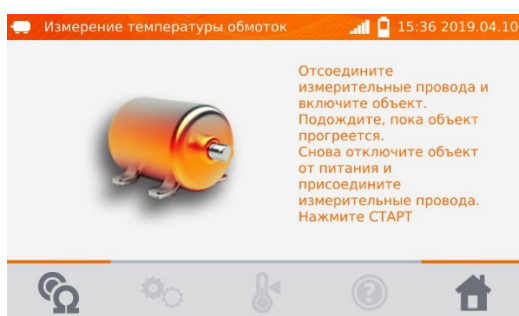 Измерение температуры обмоток
15:36 2019.04.10
Отсоедините
измерительные провода и
включите объект.
Подождите, пока объект
прогреется.
Снова отключите объект
от питания и
присоедините
измерительные провода.
Нажмите СТАРТ